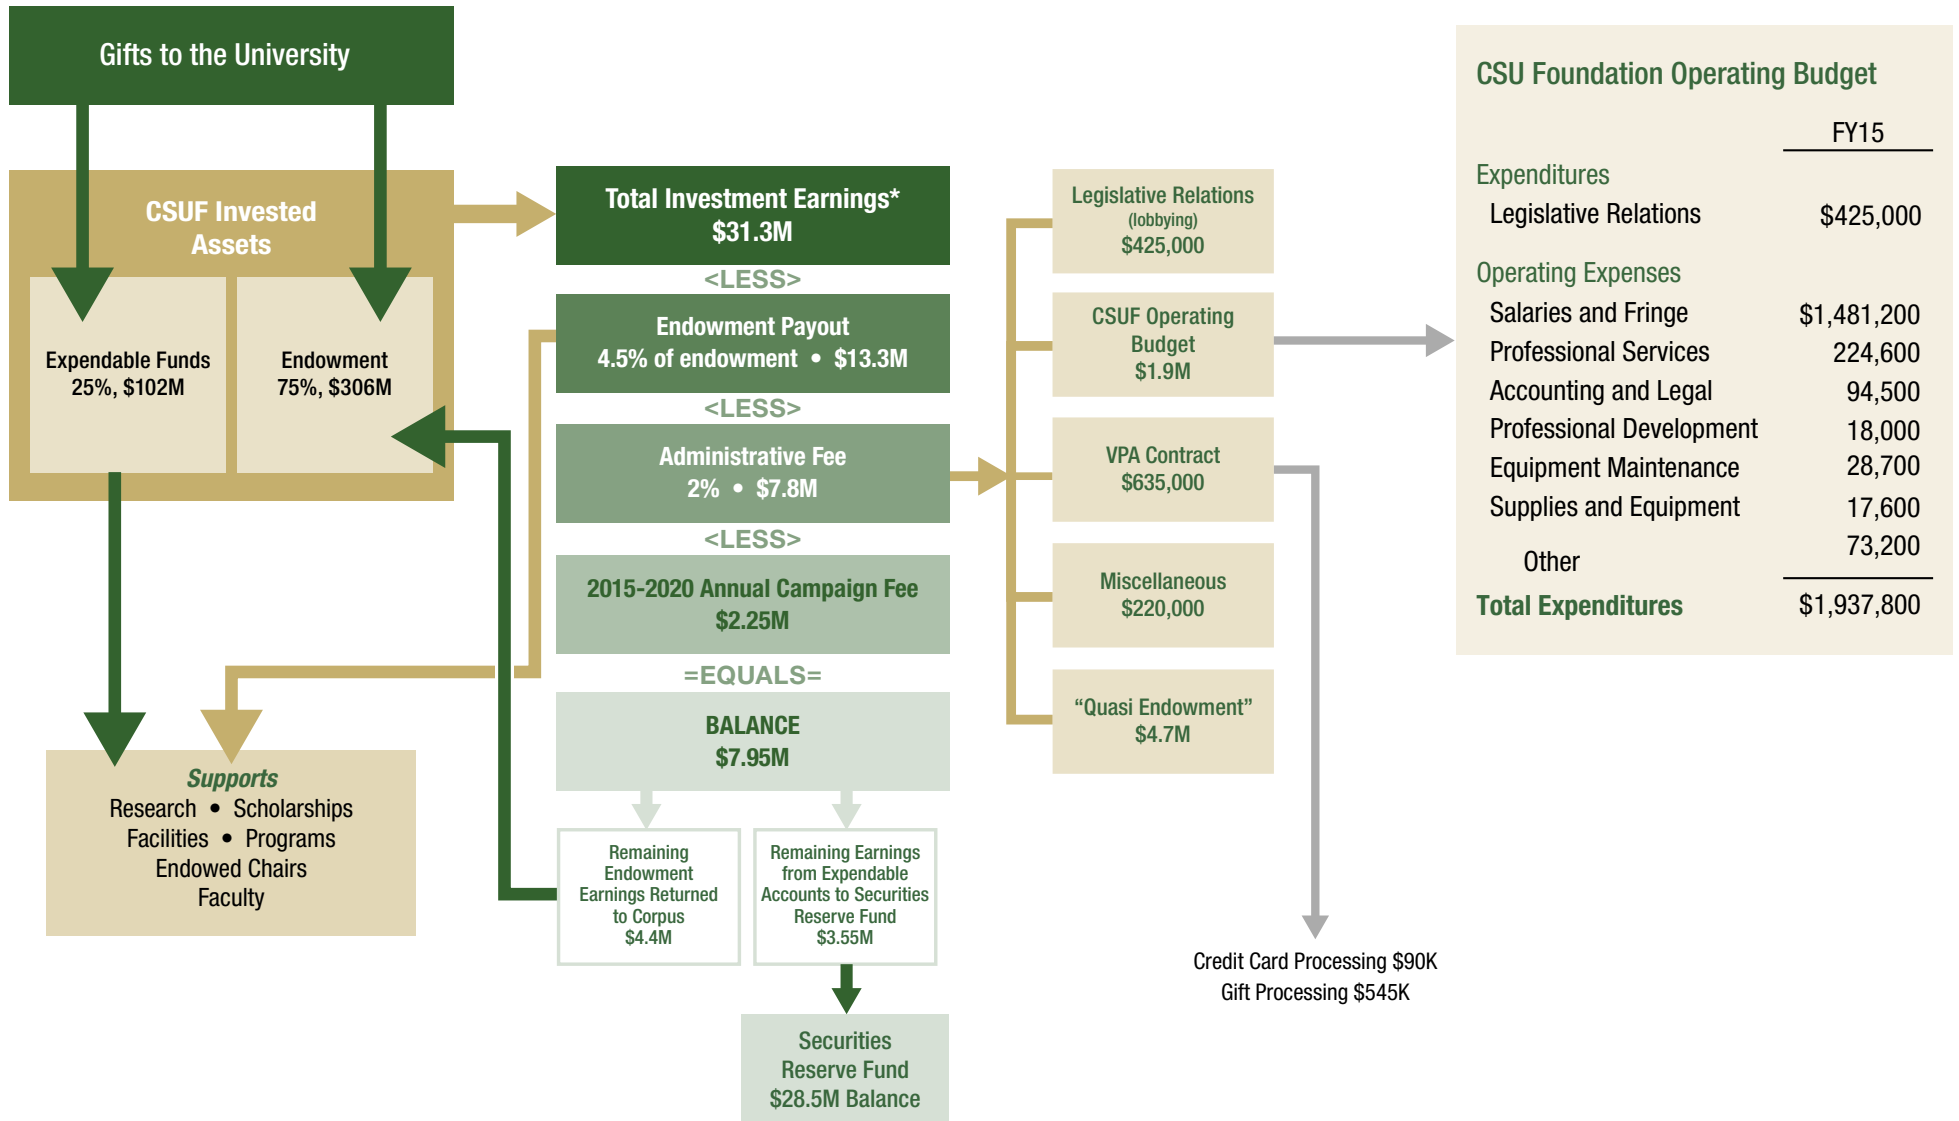 Gifts to the University
CSUF Invested
Assets
Expendable Funds
25%, $102M
Endowment
75%, $306M
Supports
Research • Scholarships
Facilities • Programs
Endowed Chairs
Faculty
Total Investment Earnings*
$31.3M
<LESS>
Endowment Payout
4.5% of endowment • $13.3M
<LESS>
Administrative Fee
2% • $7.8M
<LESS>
2015-2020 Annual Campaign Fee
$2.25M
=EQUALS=
BALANCE
$7.95M
Remaining
Endowment
Earnings Returned
to Corpus
$4.4M
Remaining Earnings
from Expendable
Accounts to Securities
Reserve Fund
$3.55M
Securities
Reserve Fund
$28.5M Balance
Legislative Relations
(lobbying)
$425,000
CSUF Operating
Budget
$1.9M
VPA Contract
$635,000
Miscellaneous
$220,000
“Quasi Endowment”
$4.7M
Credit Card Processing $90K
Gift Processing $545K
CSU Foundation Operating Budget
FY15
Expenditures
Legislative Relations $425,000
Operating Expenses
Salaries and Fringe $1,481,200
Professional Services 224,600
Accounting and Legal 94,500
Professional Development 18,000
Equipment Maintenance 28,700
Supplies and Equipment 17,600
Other 73,200
Total Expenditures $1,937,800